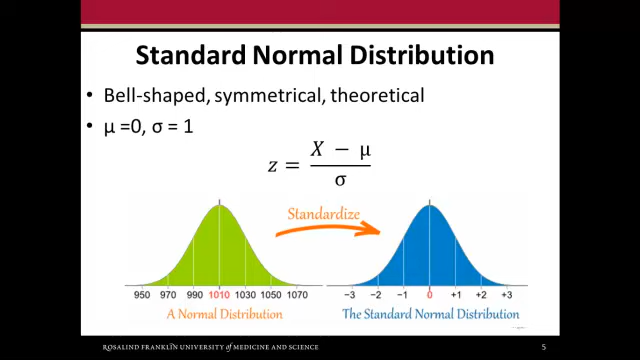 Standard Normal Distribution
• Bell-shaped, symmetrical, theoretical
• μ =0, σ = 1
z = (X − μ) / σ
Standardize
950 970 990 1010 1030 1050 1070
−3 −2 −1 0 +1 +2 +3
A Normal Distribution
The Standard Normal Distribution
ROSALIND FRANKLIN UNIVERSITY of MEDICINE AND SCIENCE
5